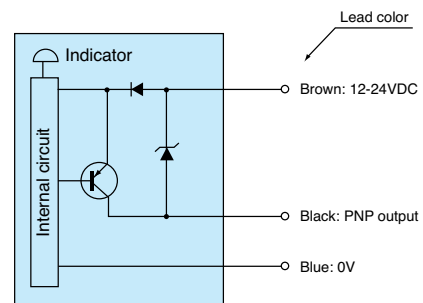 Lead color
Indicator
Brown: 12-24VDC
Internal circuit
Black: PNP output
Blue: 0V